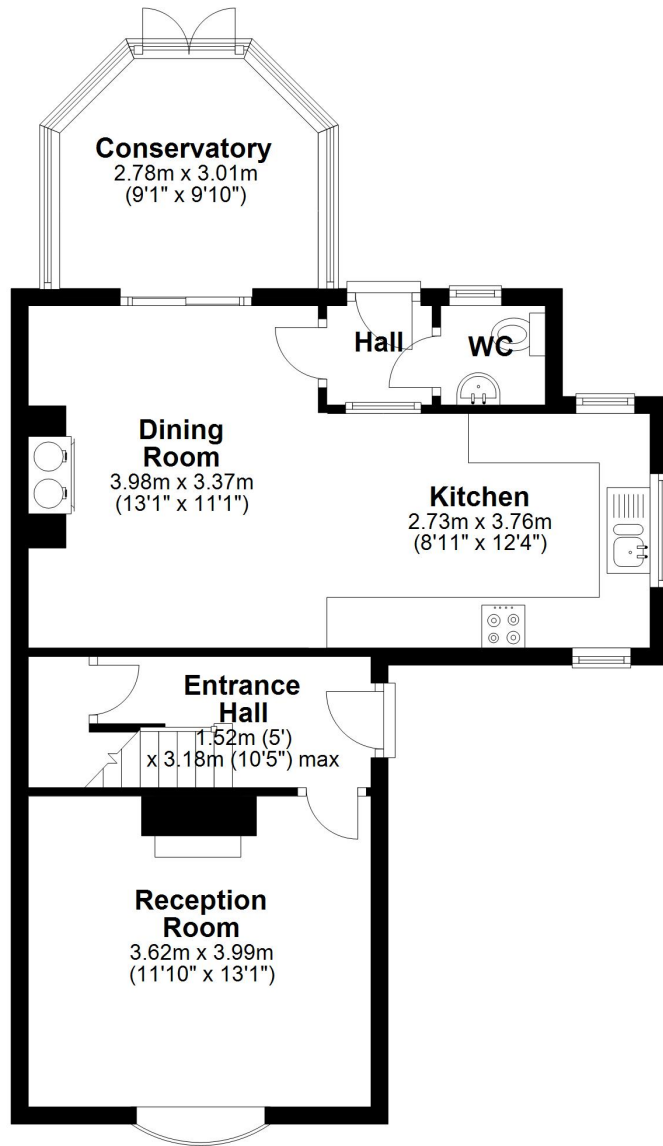 Conservatory
2.78m x 3.01m
(9'1" x 9'10")
Hall
WC
Dining
Room
3.98m x 3.37m
(13'1" x 11'1")
Kitchen
2.73m x 3.76m
(8'11" x 12'4")
Entrance
Hall
1.52m (5')
x 3.18m (10'5") max
Reception
Room
3.62m x 3.99m
(11'10" x 13'1")